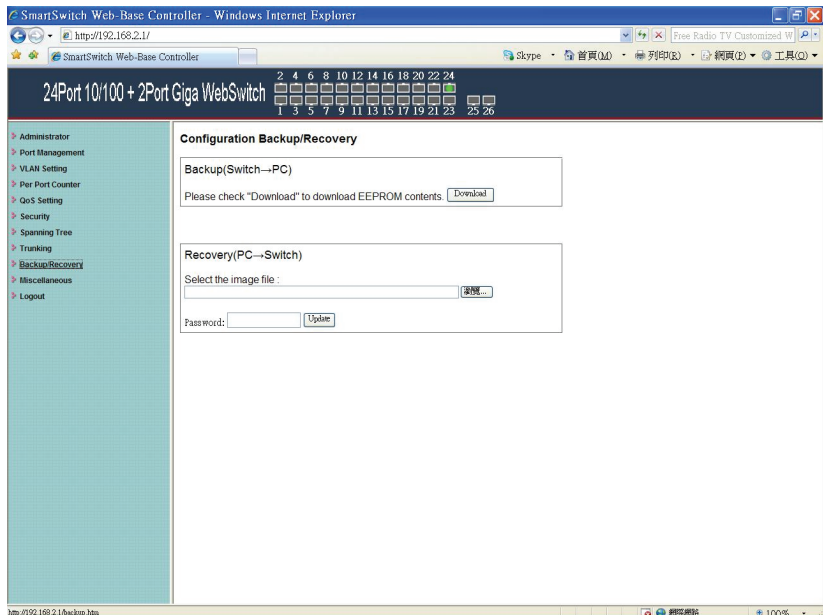 SmartSwitch Web-Base Controller - Windows Internet Explorer
http://192.168.2.1/
Free Radio TV Customized W
SmartSwitch Web-Base Controller
Skype
首頁(M)
列印(R)
網頁(P)
工具(O)
24Port 10/100 + 2Port Giga WebSwitch
2 4 6 8 10 12 14 16 18 20 22 24
1 3 5 7 9 11 13 15 17 19 21 23 25 26
Administrator
Port Management
VLAN Setting
Per Port Counter
QoS Setting
Security
Spanning Tree
Trunking
Backup/Recovery
Miscellaneous
Logout
Configuration Backup/Recovery
Backup(Switch→PC)
Please check "Download" to download EEPROM contents. Download
Recovery(PC→Switch)
Select the image file :
瀏覽...
Password: Update
http://192.168.2.1/backup.htm
網際網路
100%